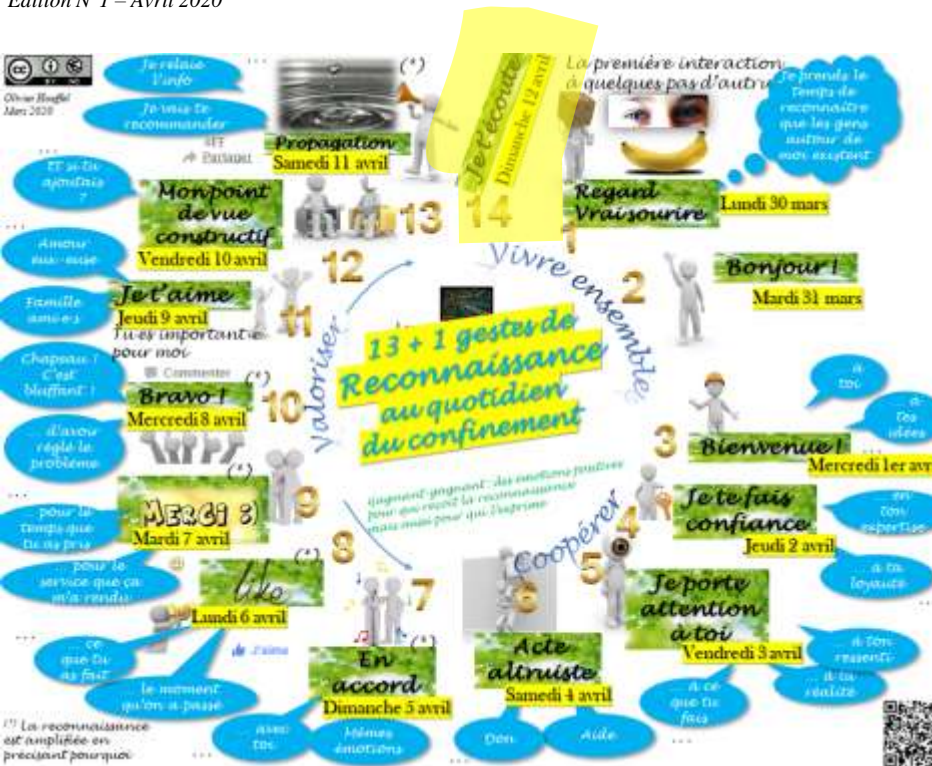 Edition N°1 – Avril 2020
Olivier Hoeffel
Mars 2020
Je relaie
l'info
...
Je vais te
recommander
Partager
(*)
Propagation
Samedi 11 avril
Je t'écoute
Dimanche 12 avril
14
La première interaction
à quelques pas d'autrui
Je prends le
temps de
reconnaître
que les gens
autour de
moi existent
Regard
Vrai sourire
Lundi 30 mars
1
Vivre ensemble
2
Bonjour !
Mardi 31 mars
3
Bienvenue !
Mercredi 1er avr
à
toi
à
tes
idées
...
4
Je te fais
confiance
Jeudi 2 avril
... en
ton
expertise
... à ta
loyauté
5
Je porte
attention
à toi
Vendredi 3 avril
à ton
ressenti
... à ta
réalité
... à ce
que tu
fais
...
Coopérer
6
Acte
altruiste
Samedi 4 avril
Don
Aide
...
7
(*)
En
accord
Dimanche 5 avril
avec
toi
Mêmes
émotions
...
8
(*)
like
Lundi 6 avril
J'aime
... ce
que tu
as fait
... le moment
qu'on a passé
...
9
(*)
MERCI :)
Mardi 7 avril
... pour le
temps que
tu as pris
... pour le
service que ça
m'a rendu
...
10
(*)
Commenter
Bravo !
Mercredi 8 avril
Chapeau !
C'est
bluffant !
... d'avoir
réglé le
problème
...
11
Je t'aime
Jeudi 9 avril
Tu es important·e
pour moi
Amour
eux-euse
Famille
ami·e·s
...
12
Mon point
de vue
constructif
Vendredi 10 avril
Et si tu
ajoutais
?
...
13
Valoriser
13 + 1 gestes de
Reconnaissance
au quotidien
du confinement
gagnant-gagnant : des émotions positives
pour qui reçoit la reconnaissance
mais aussi pour qui l'exprime
(*) La reconnaissance
est amplifiée en
précisant pourquoi